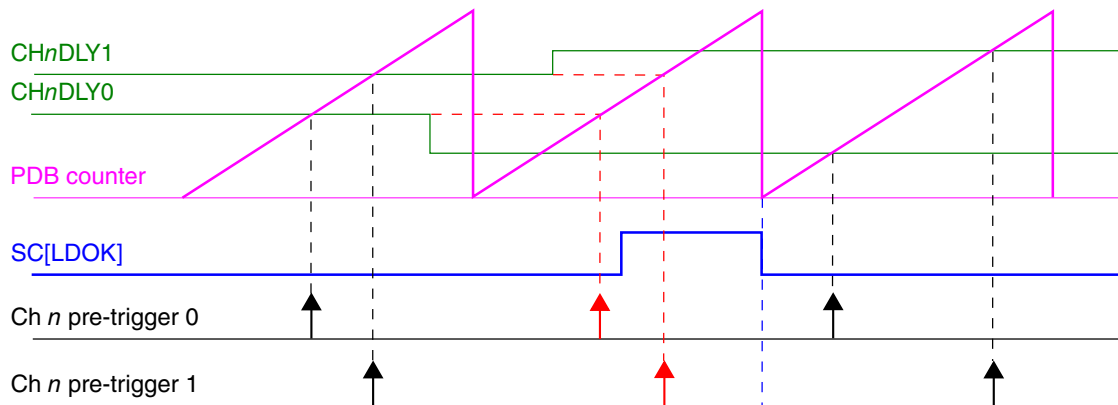 CHnDLY1
CHnDLY0
PDB counter
SC[LDOK]
Ch n pre-trigger 0
Ch n pre-trigger 1